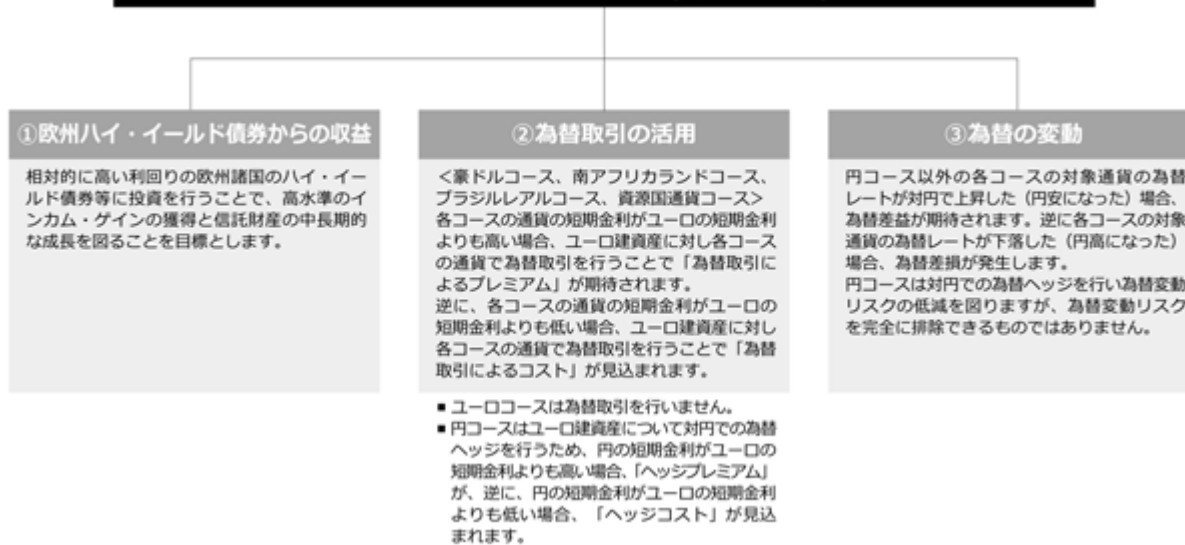 ①欧州ハイ・イールド債券からの収益
相対的に高い利回りの欧州諸国のハイ・イー
ルド債券等に投資を行うことで、高水準のイ
ンカム・ゲインの獲得と信託財産の中長期的
な成長を図ることを目標とします。
②為替取引の活用
<豪ドルコース、南アフリカランドコース、
ブラジルレアルコース、資源国通貨コース>
各コースの通貨の短期金利がユーロの短期金利
よりも高い場合、ユーロ建資産に対し各コース
の通貨で為替取引を行うことで「為替取引に
よるプレミアム」が期待されます。
逆に、各コースの通貨の短期金利がユーロの
短期金利よりも低い場合、ユーロ建資産に対し
各コースの通貨で為替取引を行うことで「為替
取引によるコスト」が見込まれます。
■ ユーロコースは為替取引を行いません。
■ 円コースはユーロ建資産について対円での為替
ヘッジを行うため、円の短期金利がユーロの
短期金利よりも高い場合、「ヘッジプレミアム」
が、逆に、円の短期金利がユーロの短期金利
よりも低い場合、「ヘッジコスト」が見込
まれます。
③為替の変動
円コース以外の各コースの対象通貨の為替
レートが対円で上昇した（円安になった）場合、
為替差益が期待されます。逆に各コースの対象
通貨の為替レートが下落した（円高になった）
場合、為替差損が発生します。
円コースは対円での為替ヘッジを行い為替変動
リスクの低減を図りますが、為替変動リスク
を完全に排除できるものではありません。